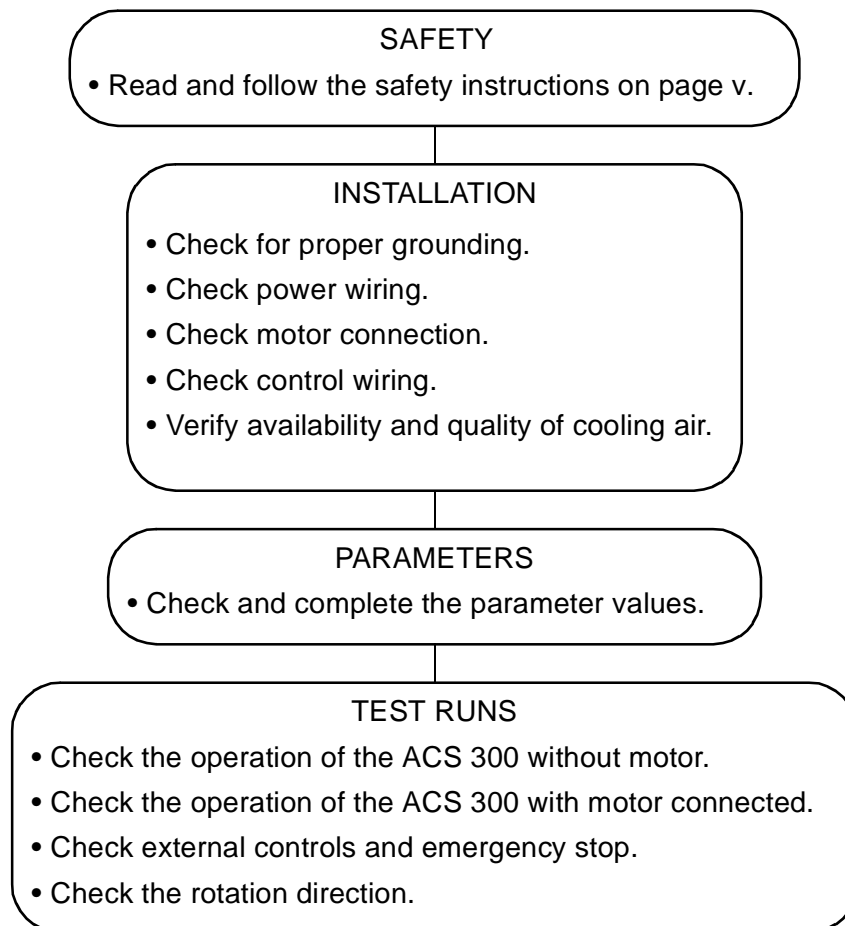 SAFETY
• Read and follow the safety instructions on page v.
INSTALLATION
• Check for proper grounding.
• Check power wiring.
• Check motor connection.
• Check control wiring.
• Verify availability and quality of cooling air.
PARAMETERS
• Check and complete the parameter values.
TEST RUNS
• Check the operation of the ACS 300 without motor.
• Check the operation of the ACS 300 with motor connected.
• Check external controls and emergency stop.
• Check the rotation direction.